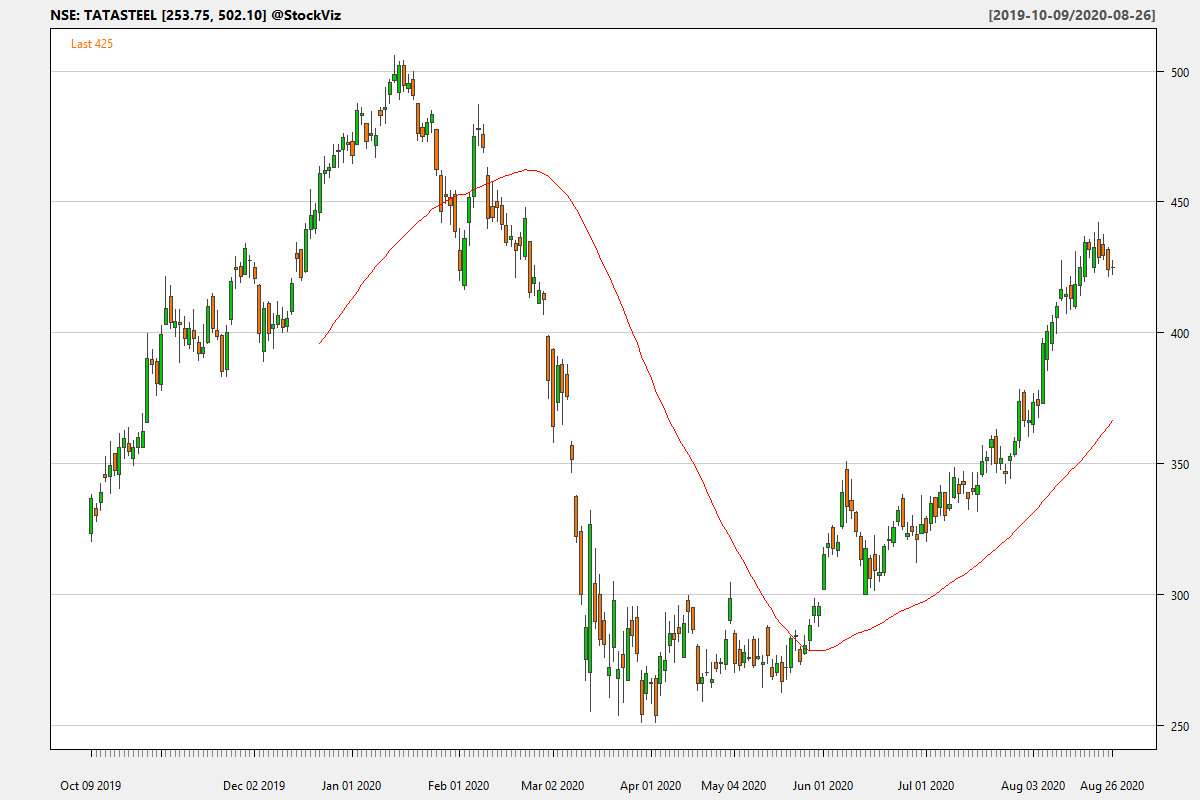 NSE: TATASTEEL [253.75, 502.10] @StockViz [2019-10-09/2020-08-26]
Last 425
500
450
400
350
300
250
Oct 09 2019 Dec 02 2019 Jan 01 2020 Feb 01 2020 Mar 02 2020 Apr 01 2020 May 04 2020 Jun 01 2020 Jul 01 2020 Aug 03 2020 Aug 26 2020